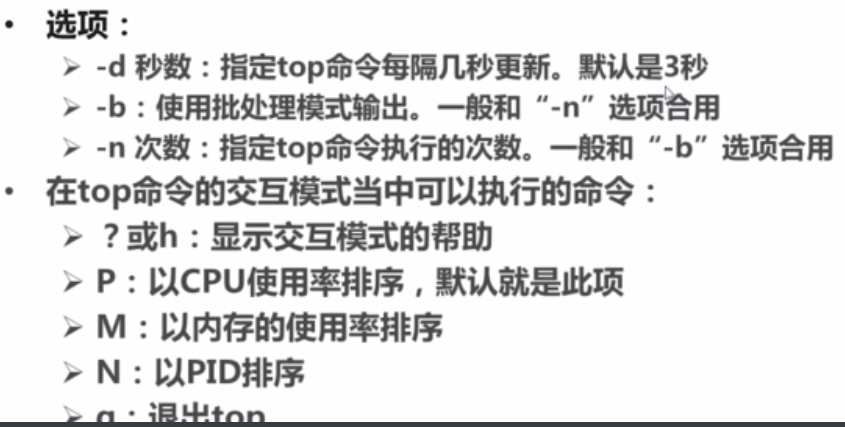 • 选项：
➢ -d 秒数：指定top命令每隔几秒更新。默认是3秒
➢ -b：使用批处理模式输出。一般和“-n”选项合用
➢ -n 次数：指定top命令执行的次数。一般和“-b”选项合用
• 在top命令的交互模式当中可以执行的命令：
➢ ？或h：显示交互模式的帮助
➢ P：以CPU使用率排序，默认就是此项
➢ M：以内存的使用率排序
➢ N：以PID排序
➢ q：退出top